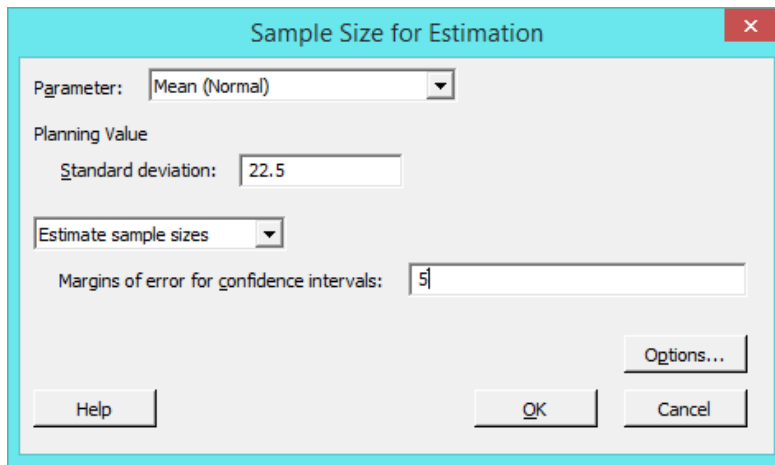 Sample Size for Estimation
Parameter: Mean (Normal)
Planning Value
Standard deviation: 22.5
Estimate sample sizes
Margins of error for confidence intervals: 5
Options...
Help OK Cancel